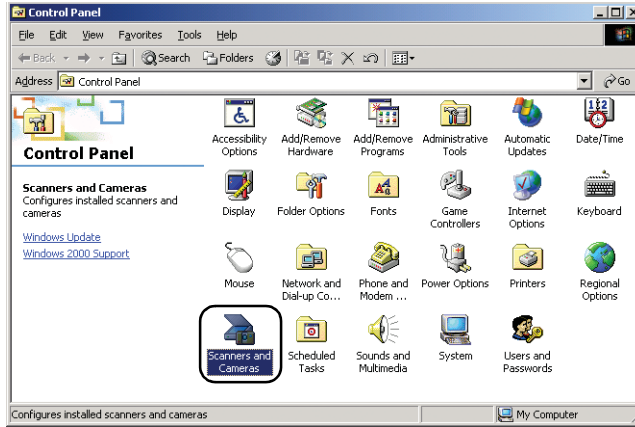 Control Panel
File Edit View Favorites Tools Help
Back Search Folders
Address Control Panel Go
Control Panel
Scanners and Cameras
Configures installed scanners and
cameras
Windows Update
Windows 2000 Support
Accessibility
Options
Add/Remove
Hardware
Add/Remove
Programs
Administrative
Tools
Automatic
Updates
12
Date/Time
Display
Folder Options
Fonts
Game
Controllers
Internet
Options
Keyboard
Mouse
Network and
Dial-up Co...
Phone and
Modem ...
Power Options
Printers
Regional
Options
Scanners and
Cameras
Scheduled
Tasks
Sounds and
Multimedia
System
Users and
Passwords
Configures installed scanners and cameras My Computer